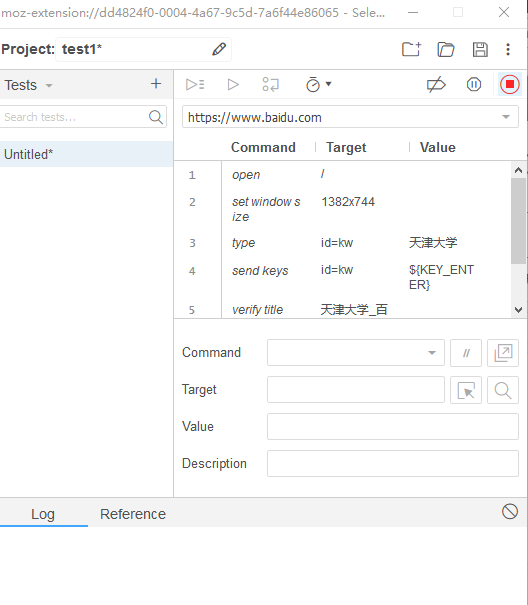 moz-extension://dd4824f0-0004-4a67-9c5d-7a6f44e86065 - Sele...
Project: test1*
Tests
Search tests...
Untitled*
https://www.baidu.com
Command Target Value
1 open /
2 set window s
ize 1382x744
3 type id=kw 天津大学
4 send keys id=kw ${KEY_ENT
ER}
5 verify title 天津大学_百
Command
//
Target
Value
Description
Log Reference